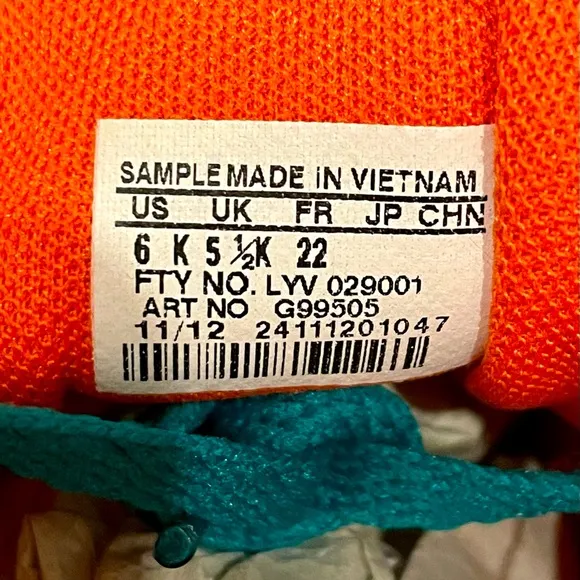 SAMPLE MADE IN VIETNAM
US UK FR JP CHN
6 K 5 ½K 22
FTY NO. LYV 029001
ART NO G99505
11/12 24111201047